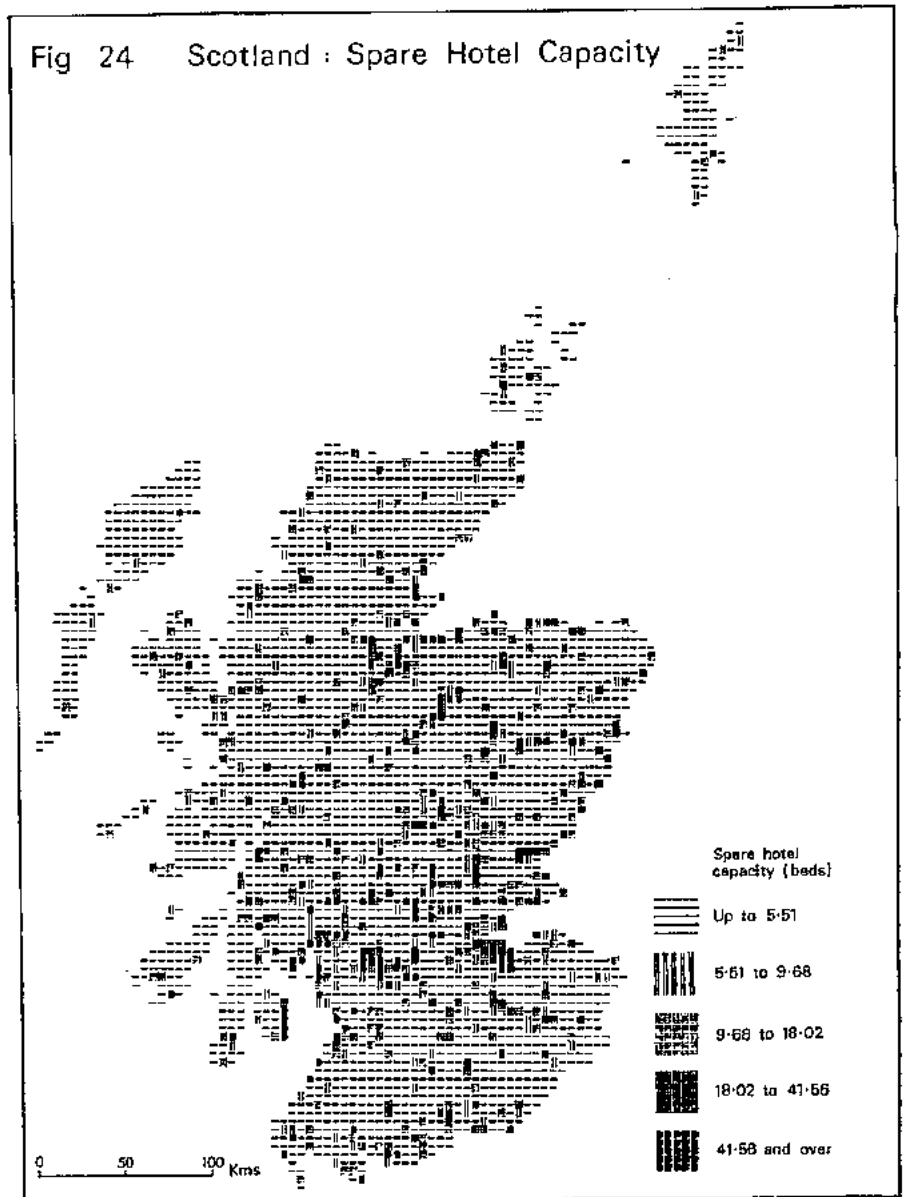 Fig 24 Scotland : Spare Hotel Capacity
Spare hotel
capacity (beds)
Up to 5·51
5·51 to 9·68
9·68 to 18·02
18·02 to 41·56
41·56 and over
0 50 100 Kms